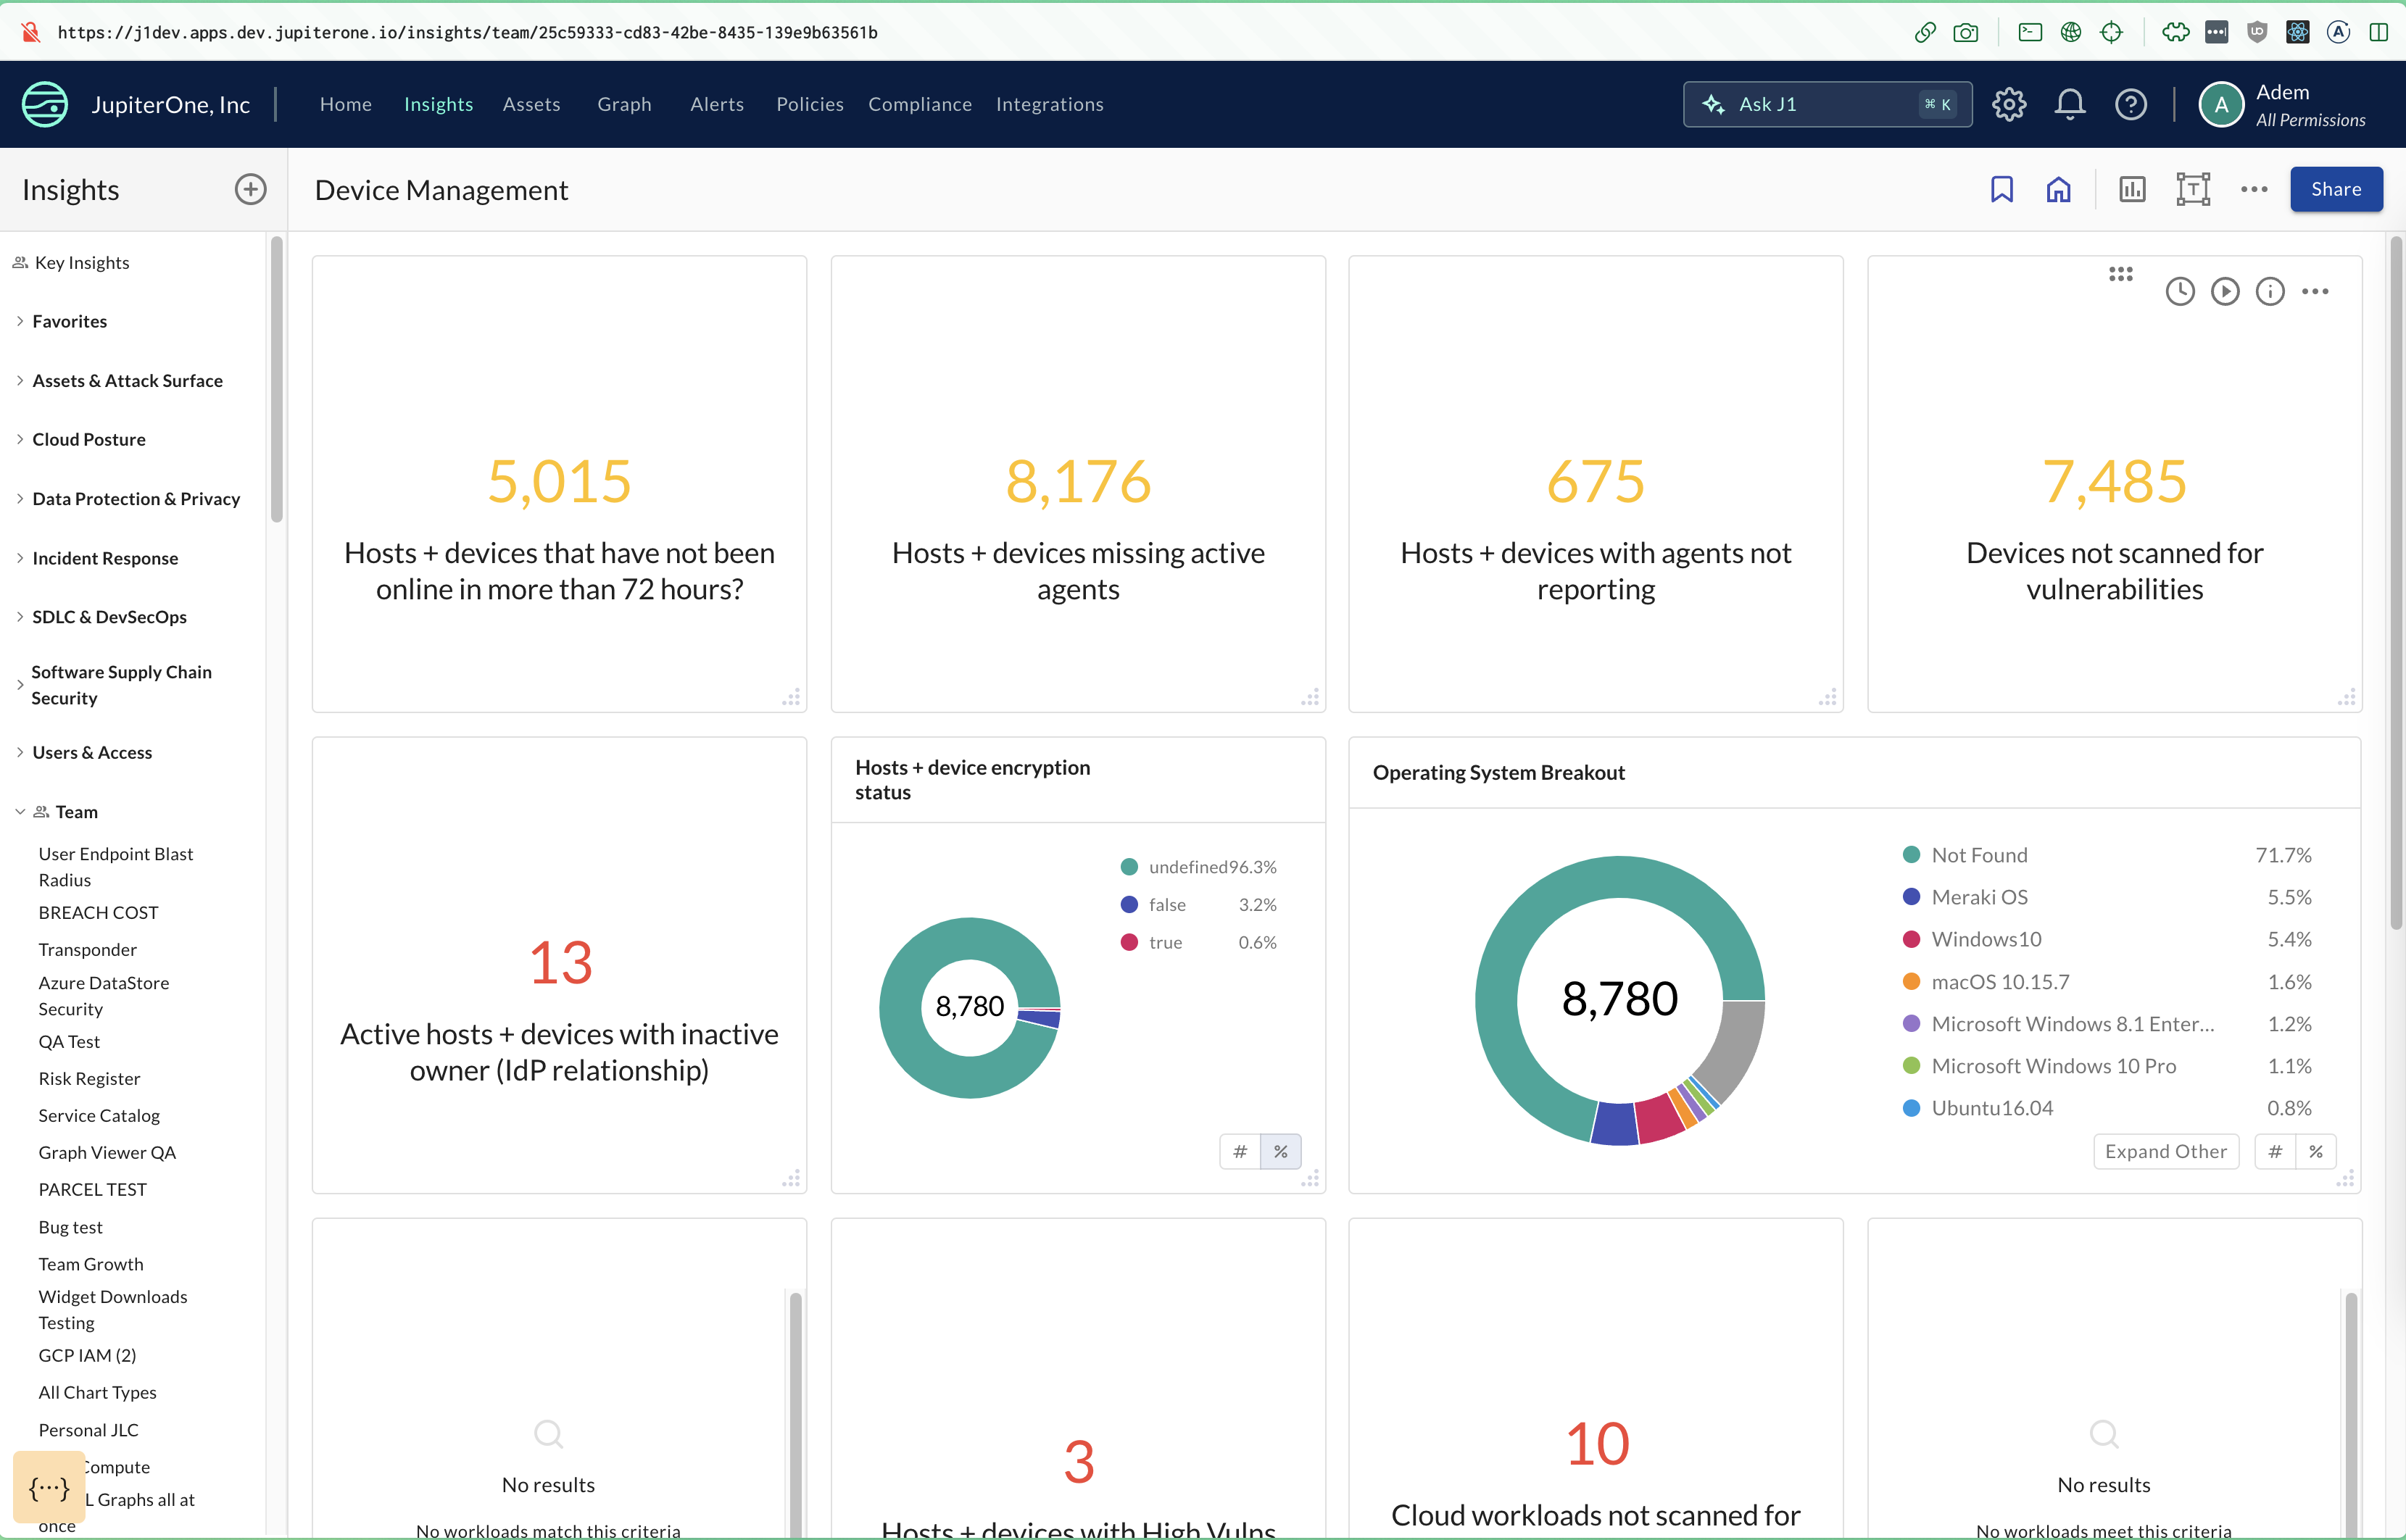 https://j1dev.apps.dev.jupiterone.io/insights/team/25c59333-cd83-42be-8435-139e9b63561b
JupiterOne, Inc
Home
Insights
Assets
Graph
Alerts
Policies
Compliance
Integrations
Ask J1
⌘ K
A
Adem
All Permissions
Insights
Device Management
Share
Key Insights
Favorites
Assets & Attack Surface
Cloud Posture
Data Protection & Privacy
Incident Response
SDLC & DevSecOps
Software Supply Chain
Security
Users & Access
Team
User Endpoint Blast
Radius
BREACH COST
Transponder
Azure DataStore
Security
QA Test
Risk Register
Service Catalog
Graph Viewer QA
PARCEL TEST
Bug test
Team Growth
Widget Downloads
Testing
GCP IAM (2)
All Chart Types
Personal JLC
Compute
L Graphs all at
once
{···}
5,015
Hosts + devices that have not been
online in more than 72 hours?
8,176
Hosts + devices missing active
agents
675
Hosts + devices with agents not
reporting
7,485
Devices not scanned for
vulnerabilities
13
Active hosts + devices with inactive
owner (IdP relationship)
Hosts + device encryption
status
8,780
undefined 96.3%
false 3.2%
true 0.6%
# %
Operating System Breakout
8,780
Not Found 71.7%
Meraki OS 5.5%
Windows10 5.4%
macOS 10.15.7 1.6%
Microsoft Windows 8.1 Enter... 1.2%
Microsoft Windows 10 Pro 1.1%
Ubuntu16.04 0.8%
Expand Other
# %
No results
No workloads match this criteria
3
Hosts + devices with High Vulns
10
Cloud workloads not scanned for
No results
No workloads meet this criteria